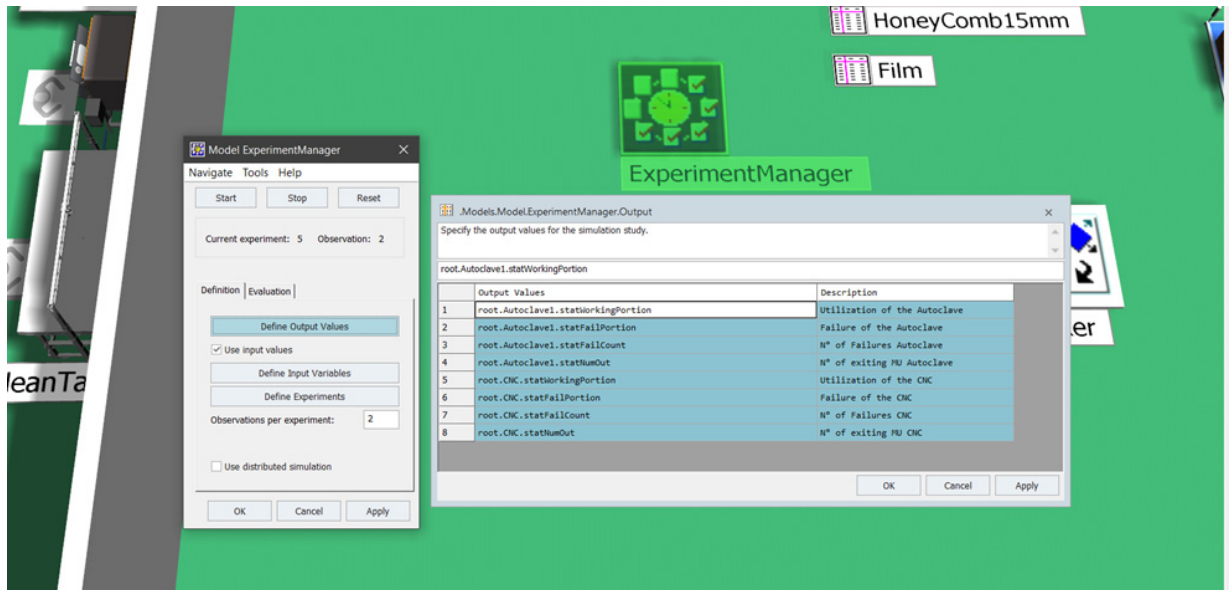 HoneyComb15mm
Film
ExperimentManager
Model ExperimentManager
Navigate Tools Help
Start Stop Reset
Current experiment: 5 Observation: 2
Definition Evaluation
Define Output Values
Use input values
Define Input Variables
Define Experiments
Observations per experiment: 2
Use distributed simulation
OK Cancel Apply
.Models.Model.ExperimentManager.Output
Specify the output values for the simulation study.
root.Autoclave1.statWorkingPortion
Output Values Description
1 root.Autoclave1.statWorkingPortion Utilization of the Autoclave
2 root.Autoclave1.statFailPortion Failure of the Autoclave
3 root.Autoclave1.statFailCount Nº of Failures Autoclave
4 root.Autoclave1.statNumOut Nº of exiting MU Autoclave
5 root.CNC.statWorkingPortion Utilization of the CNC
6 root.CNC.statFailPortion Failure of the CNC
7 root.CNC.statFailCount Nº of Failures CNC
8 root.CNC.statNumOut Nº of exiting MU CNC
OK Cancel Apply
leanTa
er